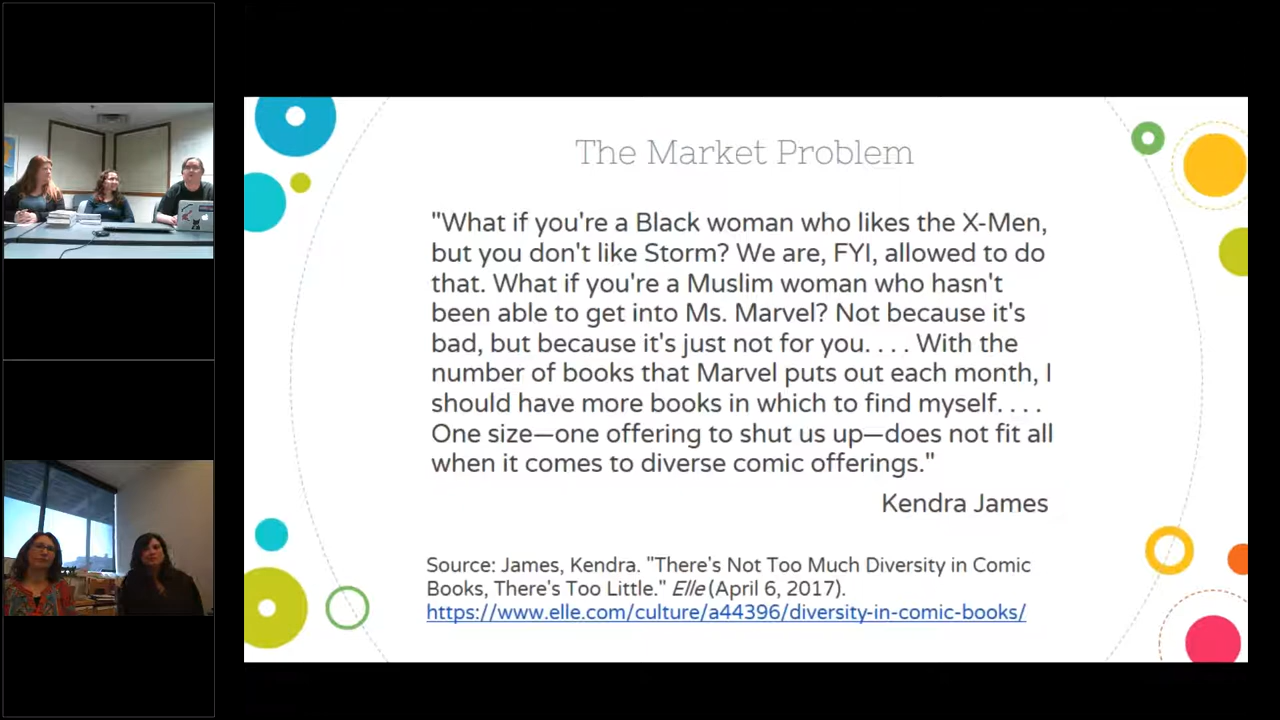 The Market Problem
"What if you're a Black woman who likes the X-Men,
but you don't like Storm? We are, FYI, allowed to do
that. What if you're a Muslim woman who hasn't
been able to get into Ms. Marvel? Not because it's
bad, but because it's just not for you. . . . With the
number of books that Marvel puts out each month, I
should have more books in which to find myself. . . .
One size—one offering to shut us up—does not fit all
when it comes to diverse comic offerings."
Kendra James
Source: James, Kendra. "There's Not Too Much Diversity in Comic
Books, There's Too Little." Elle (April 6, 2017).
https://www.elle.com/culture/a44396/diversity-in-comic-books/